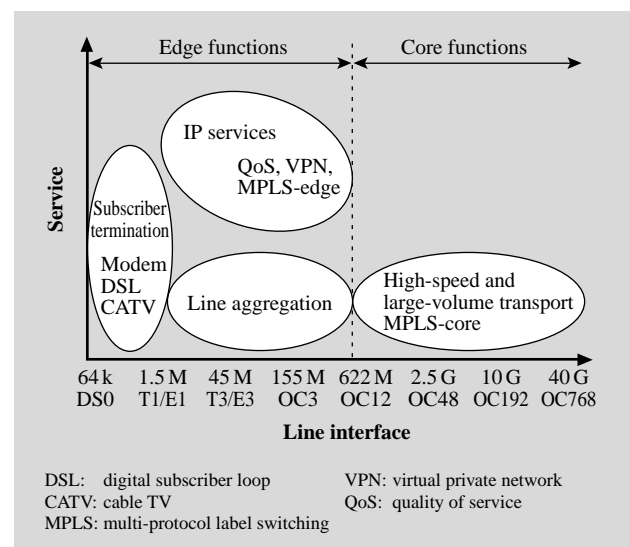 Edge functions
Core functions
Service
IP services
QoS, VPN,
MPLS-edge
Subscriber
termination
Modem
DSL
CATV
Line aggregation
High-speed and
large-volume transport
MPLS-core
64 k 1.5 M 45 M 155 M 622 M 2.5 G 10 G 40 G
DS0 T1/E1 T3/E3 OC3 OC12 OC48 OC192 OC768
Line interface
DSL: digital subscriber loop
CATV: cable TV
MPLS: multi-protocol label switching
VPN: virtual private network
QoS: quality of service